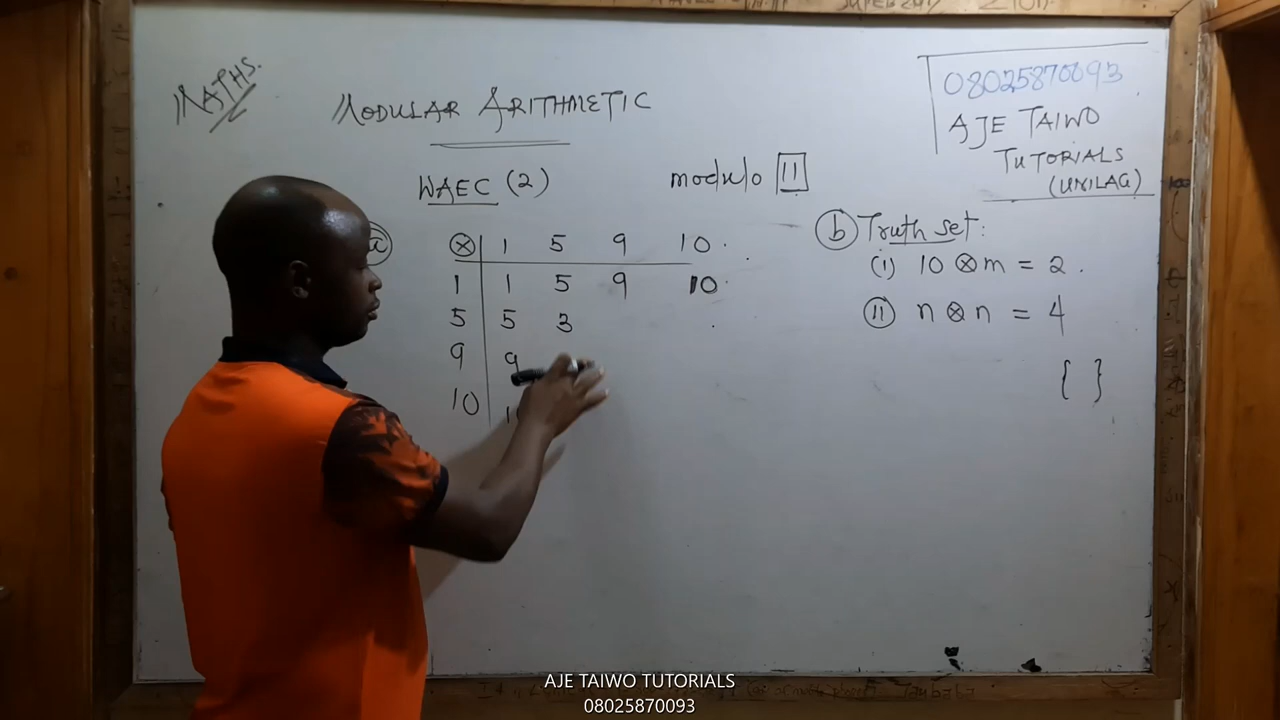 MATHS.
MODULAR ARITHMETIC
08025870093
AJE TAIWO
TUTORIALS
(UNILAG)
WAEC (2) modulo 11
a
⊗ 1 5 9 10
1 1 5 9 10
5 5 3
9 9
10
b Truth set:
(i) 10 ⊗ m = 2.
(ii) n ⊗ n = 4
{ }
AJE TAIWO TUTORIALS
08025870093